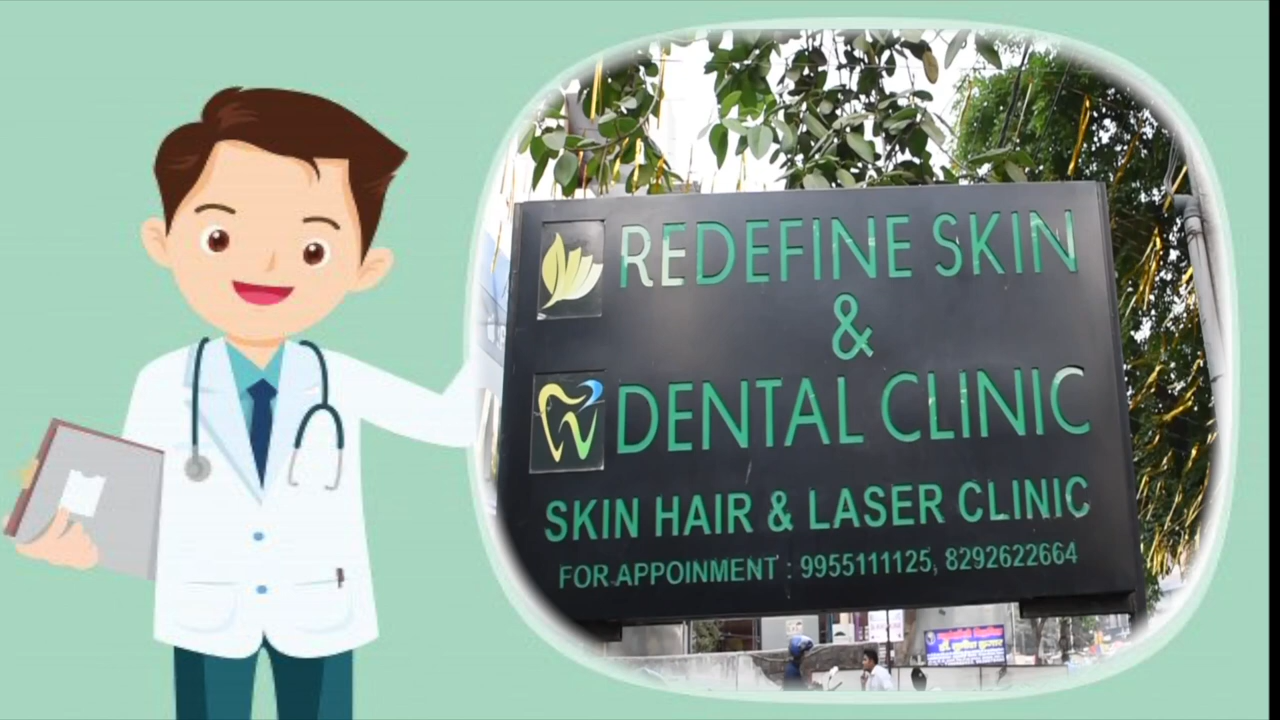 REDEFINE SKIN
&
DENTAL CLINIC
SKIN HAIR & LASER CLINIC
FOR APPOINMENT : 9955111125, 8292622664